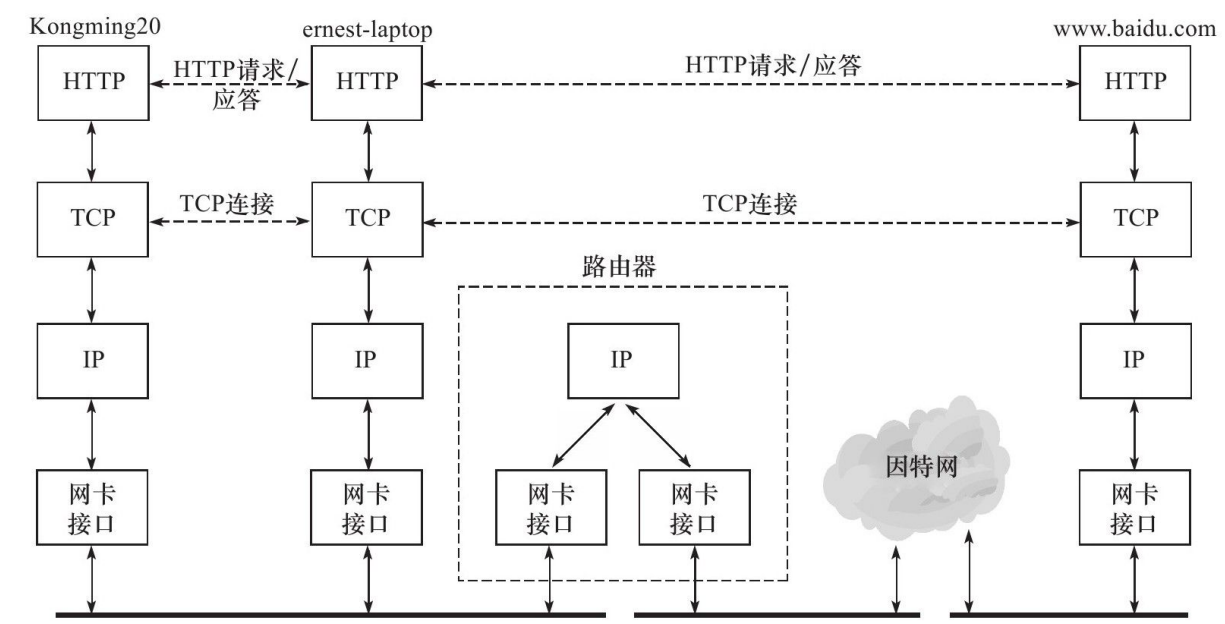 Kongming20
ernest-laptop
www.baidu.com
HTTP
HTTP请求/
应答
HTTP
HTTP请求/应答
HTTP
TCP
TCP连接
TCP
TCP连接
TCP
路由器
IP
IP
IP
IP
因特网
网卡
接口
网卡
接口
网卡
接口
网卡
接口
网卡
接口